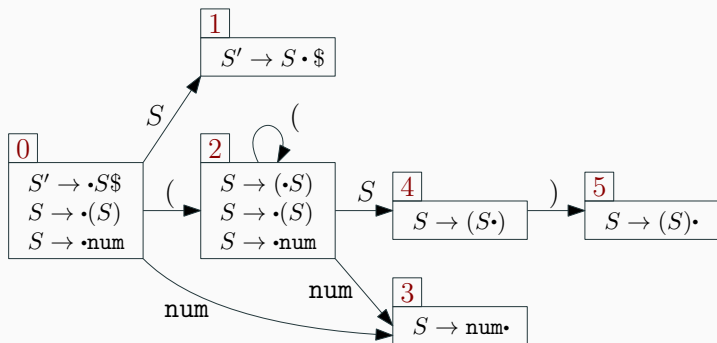 1
S′ → S • $
S
(
0
S′ → •S$
S → •(S)
S → •num
(
2
S → (•S)
S → •(S)
S → •num
S
4
S → (S•)
)
5
S → (S)•
num
num
3
S → num•